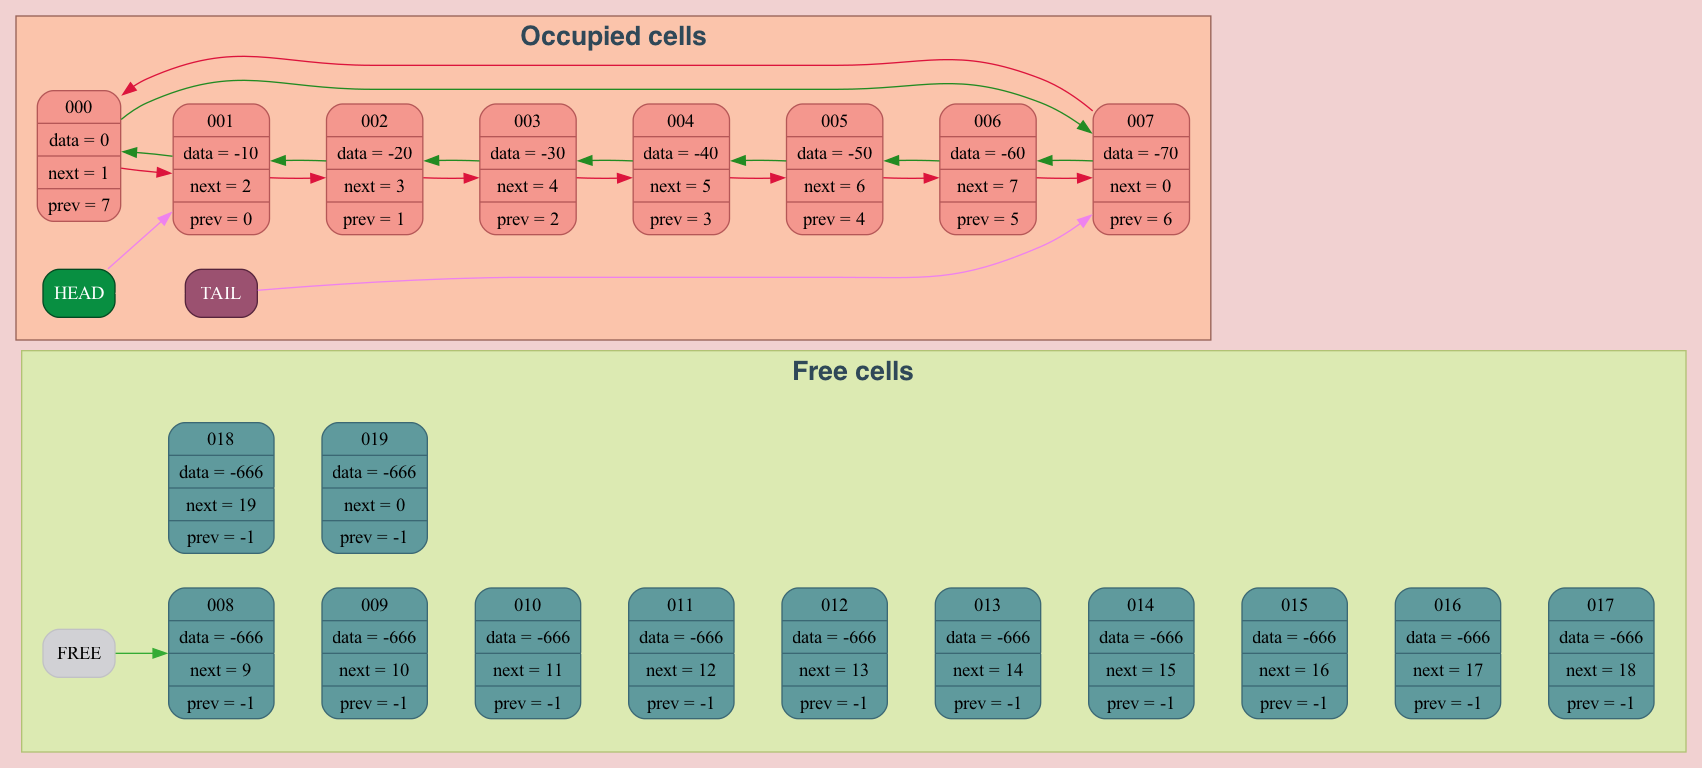 Occupied cells
000
data = 0
next = 1
prev = 7
001
data = -10
next = 2
prev = 0
002
data = -20
next = 3
prev = 1
003
data = -30
next = 4
prev = 2
004
data = -40
next = 5
prev = 3
005
data = -50
next = 6
prev = 4
006
data = -60
next = 7
prev = 5
007
data = -70
next = 0
prev = 6
HEAD
TAIL
Free cells
018
data = -666
next = 19
prev = -1
019
data = -666
next = 0
prev = -1
FREE
008
data = -666
next = 9
prev = -1
009
data = -666
next = 10
prev = -1
010
data = -666
next = 11
prev = -1
011
data = -666
next = 12
prev = -1
012
data = -666
next = 13
prev = -1
013
data = -666
next = 14
prev = -1
014
data = -666
next = 15
prev = -1
015
data = -666
next = 16
prev = -1
016
data = -666
next = 17
prev = -1
017
data = -666
next = 18
prev = -1